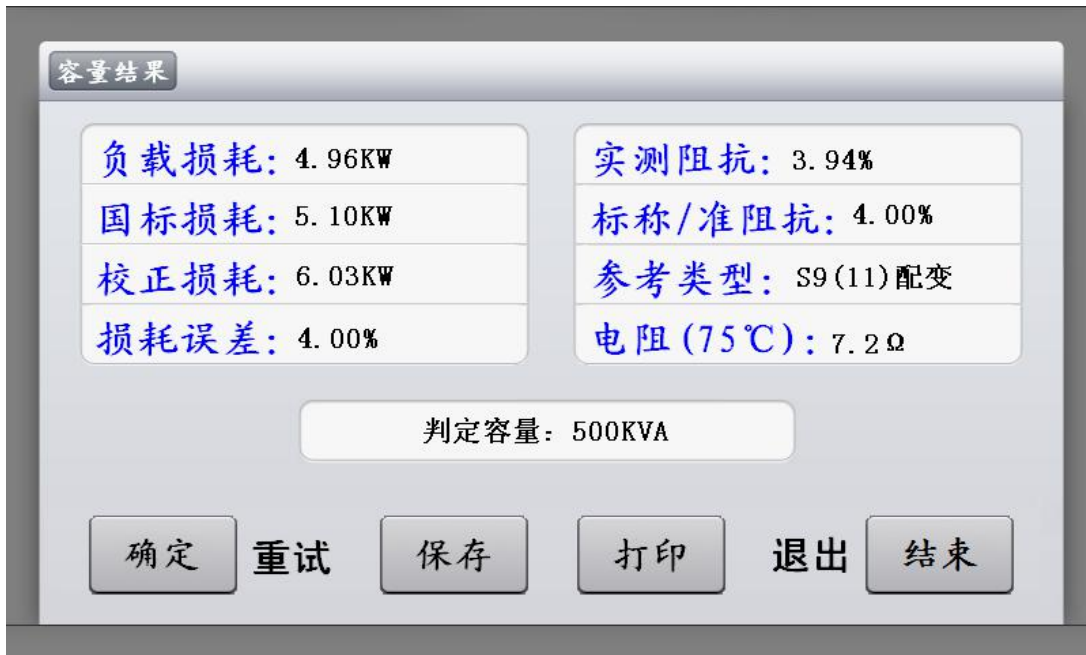 容量结果
负载损耗: 4.96KW
国标损耗: 5.10KW
校正损耗: 6.03KW
损耗误差: 4.00%
实测阻抗: 3.94%
标称/准阻抗: 4.00%
参考类型: S9(11)配变
电阻(75℃): 7.2Ω
判定容量: 500KVA
确定 重试 保存 打印 退出 结束